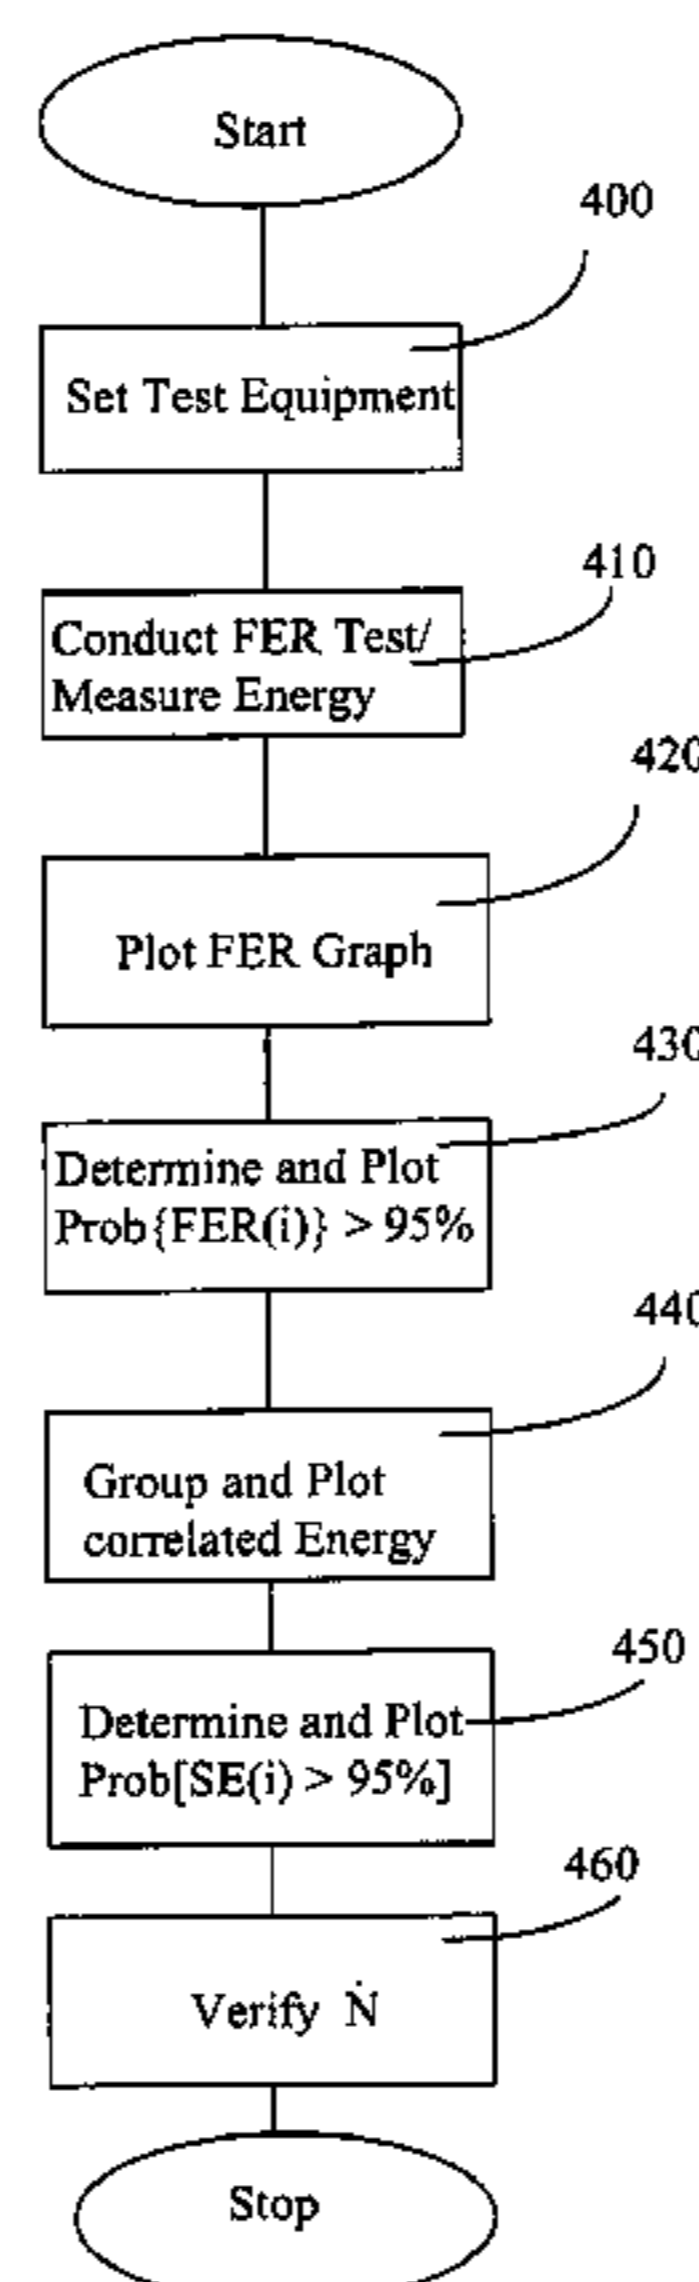 Start
400
Set Test Equipment
410
Conduct FER Test/
Measure Energy
420
Plot FER Graph
430
Determine and Plot
Prob{FER(i)} > 95%
440
Group and Plot
correlated Energy
450
Determine and Plot
Prob[SE(i) > 95%]
460
Verify Ṅ
Stop